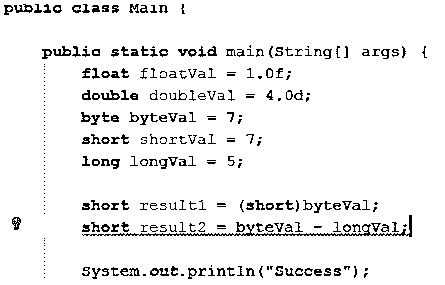 public class Main {
public static void main(String[] args) {
float floatVal = 1.0f;
double doubleVal = 4.0d;
byte byteVal = 7;
short shortVal = 7;
long longVal = 5;
short result1 = (short)byteVal;
short result2 = byteVal - longVal;
System.out.println("Success");